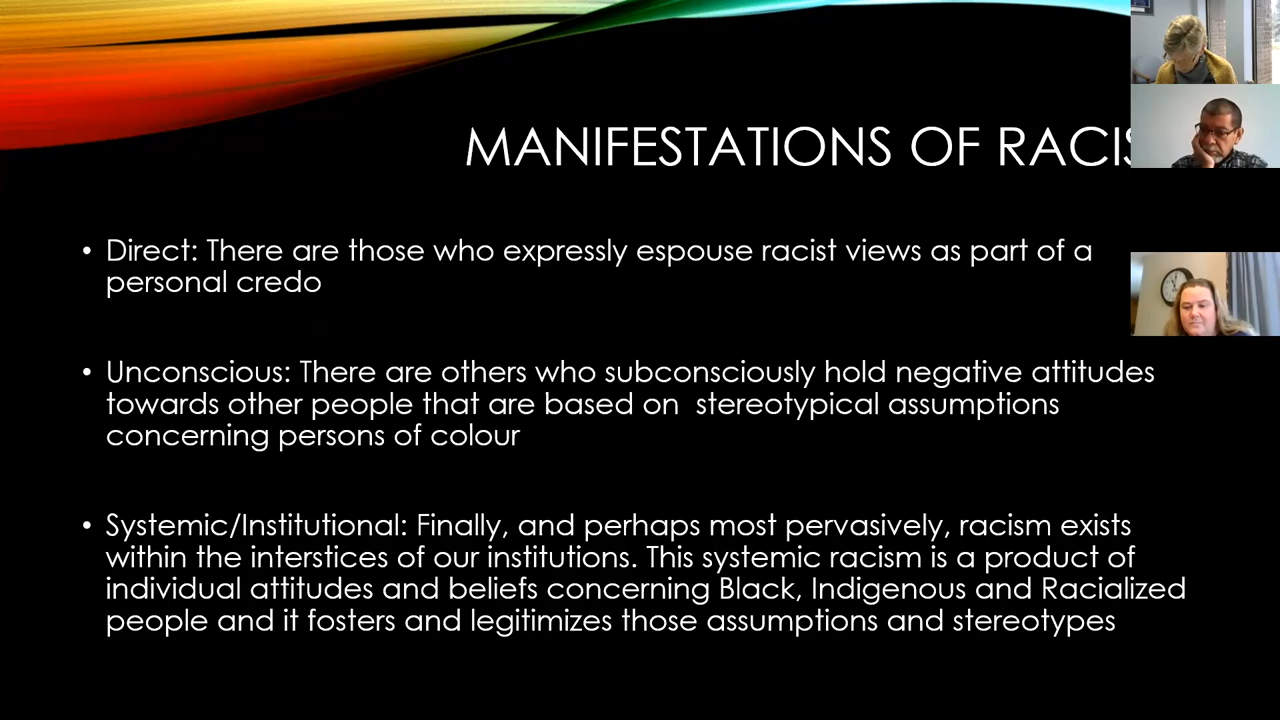 MANIFESTATIONS OF RACIS
• Direct: There are those who expressly espouse racist views as part of a
personal credo
• Unconscious: There are others who subconsciously hold negative attitudes
towards other people that are based on stereotypical assumptions
concerning persons of colour
• Systemic/Institutional: Finally, and perhaps most pervasively, racism exists
within the interstices of our institutions. This systemic racism is a product of
individual attitudes and beliefs concerning Black, Indigenous and Racialized
people and it fosters and legitimizes those assumptions and stereotypes